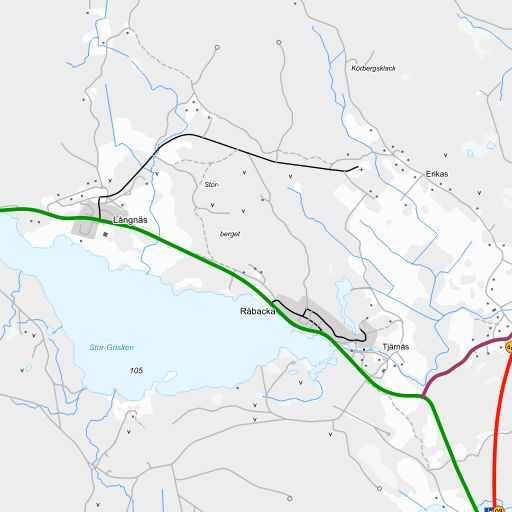 Körbergsklack
Erikas
Stor-
Långnäs
berget
Råbacka
Tjärnäs
Stor-Gösken
105